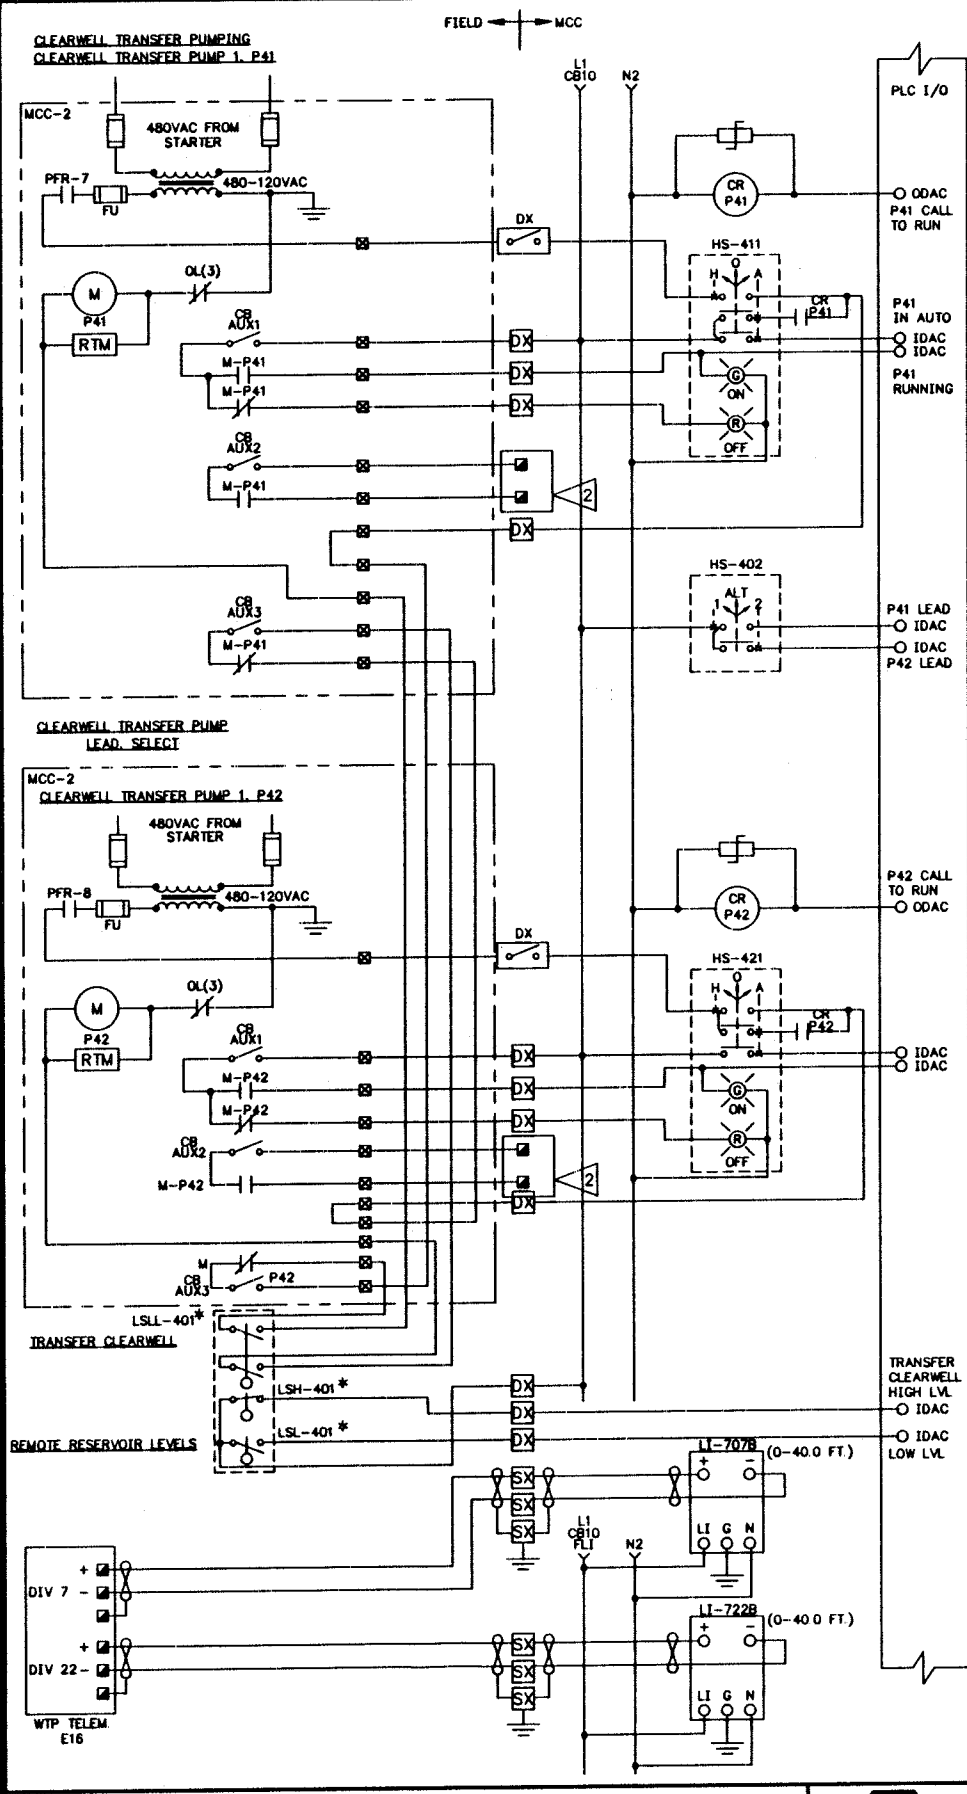 FIELD MCC
CLEARWELL TRANSFER PUMPING
CLEARWELL TRANSFER PUMP 1, P41
L1
CB10
N2
PLC I/O
MCC-2
480VAC FROM
STARTER
PFR-7
480-120VAC
FU
CR
P41
ODAC
P41 CALL
TO RUN
DX
HS-411
O
H A
OL(3)
M
P41
RTM
CR
P41
P41
IN AUTO
IDAC
IDAC
P41
RUNNING
CB
AUX1
DX
M-P41
DX
M-P41
DX
G
ON
R
OFF
CB
AUX2
M-P41
2
DX
HS-402
ALT
1 2
P41 LEAD
IDAC
IDAC
P42 LEAD
CB
AUX3
M-P41
CLEARWELL TRANSFER PUMP
LEAD, SELECT
MCC-2
CLEARWELL TRANSFER PUMP 1, P42
480VAC FROM
STARTER
PFR-8
480-120VAC
FU
CR
P42
P42 CALL
TO RUN
ODAC
DX
HS-421
O
H A
OL(3)
M
P42
RTM
CR
P42
IDAC
IDAC
CB
AUX1
DX
M-P42
DX
M-P42
DX
G
ON
R
OFF
CB
AUX2
M-P42
2
DX
M
CB
AUX3
P42
LSLL-401*
TRANSFER CLEARWELL
LSH-401*
LSL-401*
DX
DX
DX
TRANSFER
CLEARWELL
HIGH LVL
IDAC
IDAC
LOW LVL
REMOTE RESERVOIR LEVELS
LI-707B
(0-40.0 FT.)
+ -
SX
SX
SX
LI G N
L1
CB10
FLI
N2
+
DIV 7 -
+
DIV 22 -
WTP TELEM.
E16
SX
SX
SX
LI-722B
(0-40.0 FT.)
+ -
LI G N